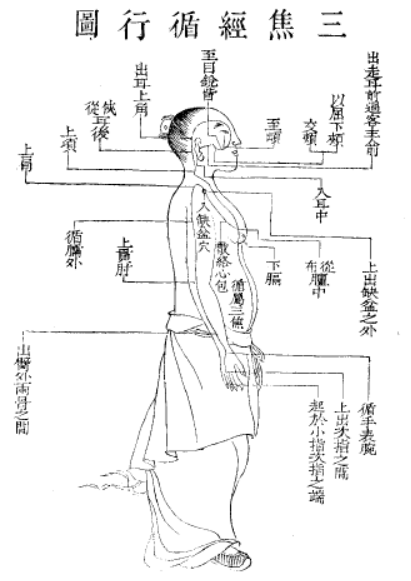 三焦經循行圖
出走耳前過客主人前
以屈下頰
交頰
至目銳眥
出耳上角
俠從耳後
上項
上肩
入耳中
入缺盆穴
上出缺盆之外
從布膻中
下膈
散絡心包
循屬三焦
上貫肘
循臑外
循手表腕
上出次指之間
起於小指次指之端
出臂外兩骨之間